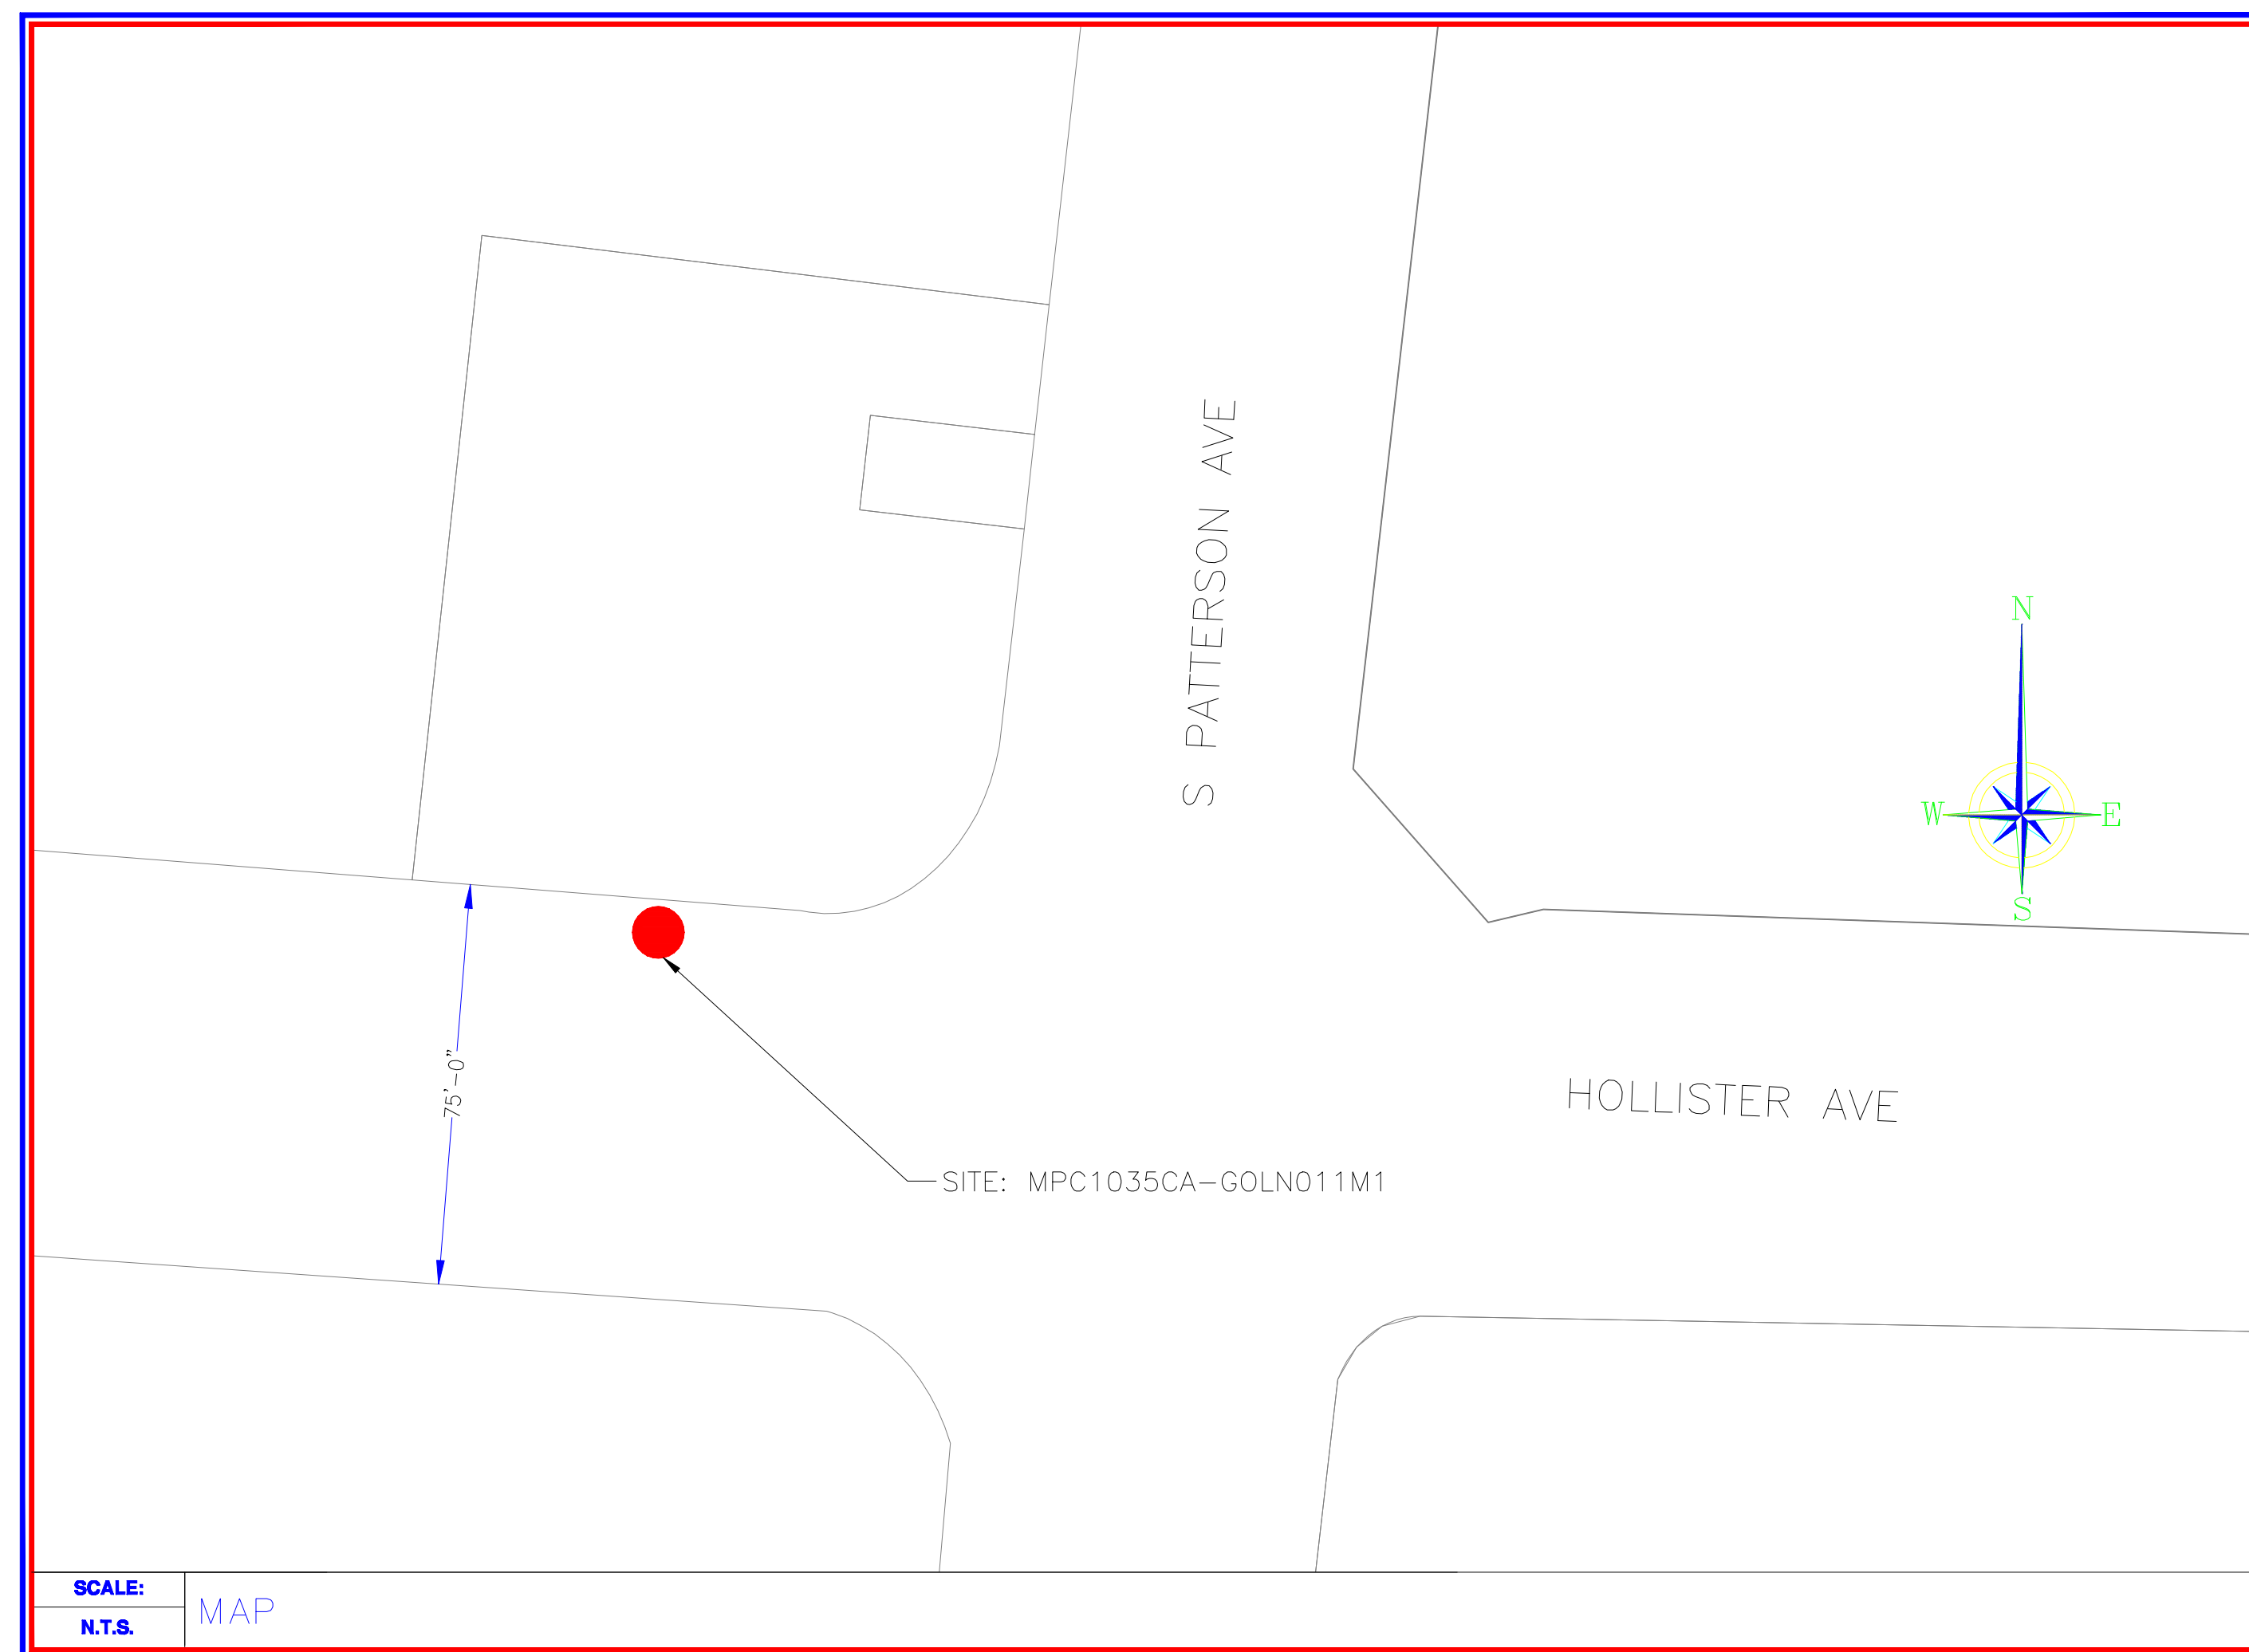 S PATTERSON AVE
N
W
E
S
75'-0"
HOLLISTER AVE
SITE: MPC1035CA-GOLN011M1
SCALE:
N.T.S.
MAP